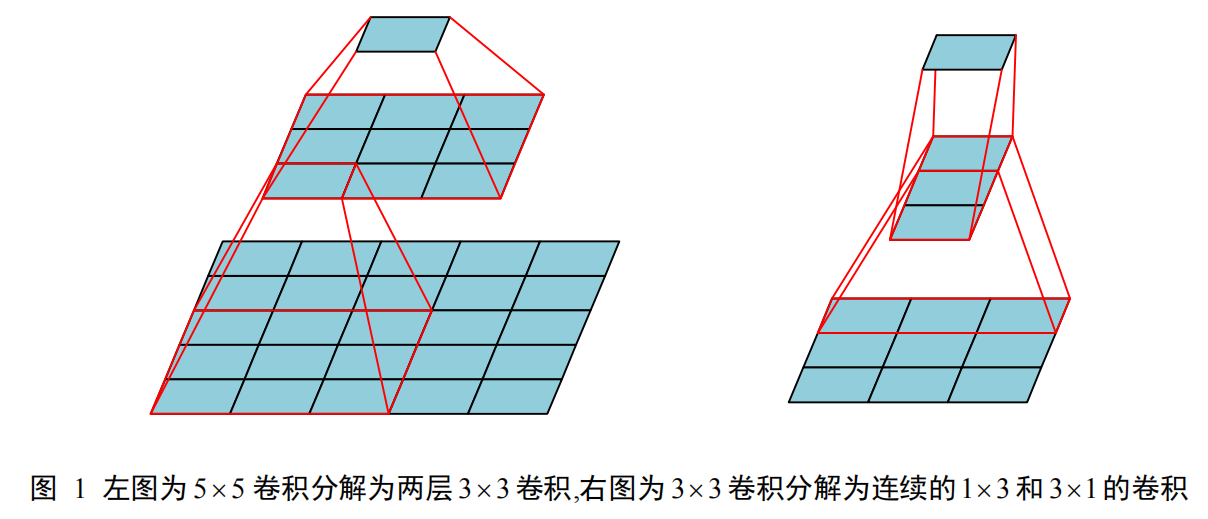 图 1 左图为 5×5 卷积分解为两层 3×3 卷积,右图为 3×3 卷积分解为连续的 1×3 和 3×1 的卷积